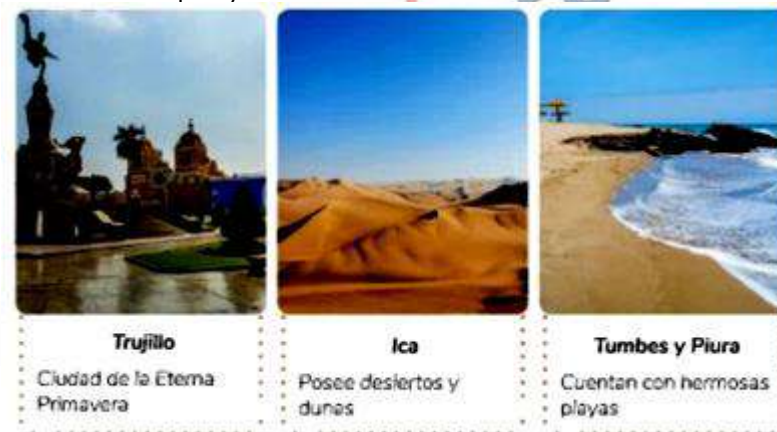 Trujillo
Ciudad de la Eterna
Primavera
Ica
Posee desiertos y
dunas
Tumbes y Piura
Cuentan con hermosas
playas